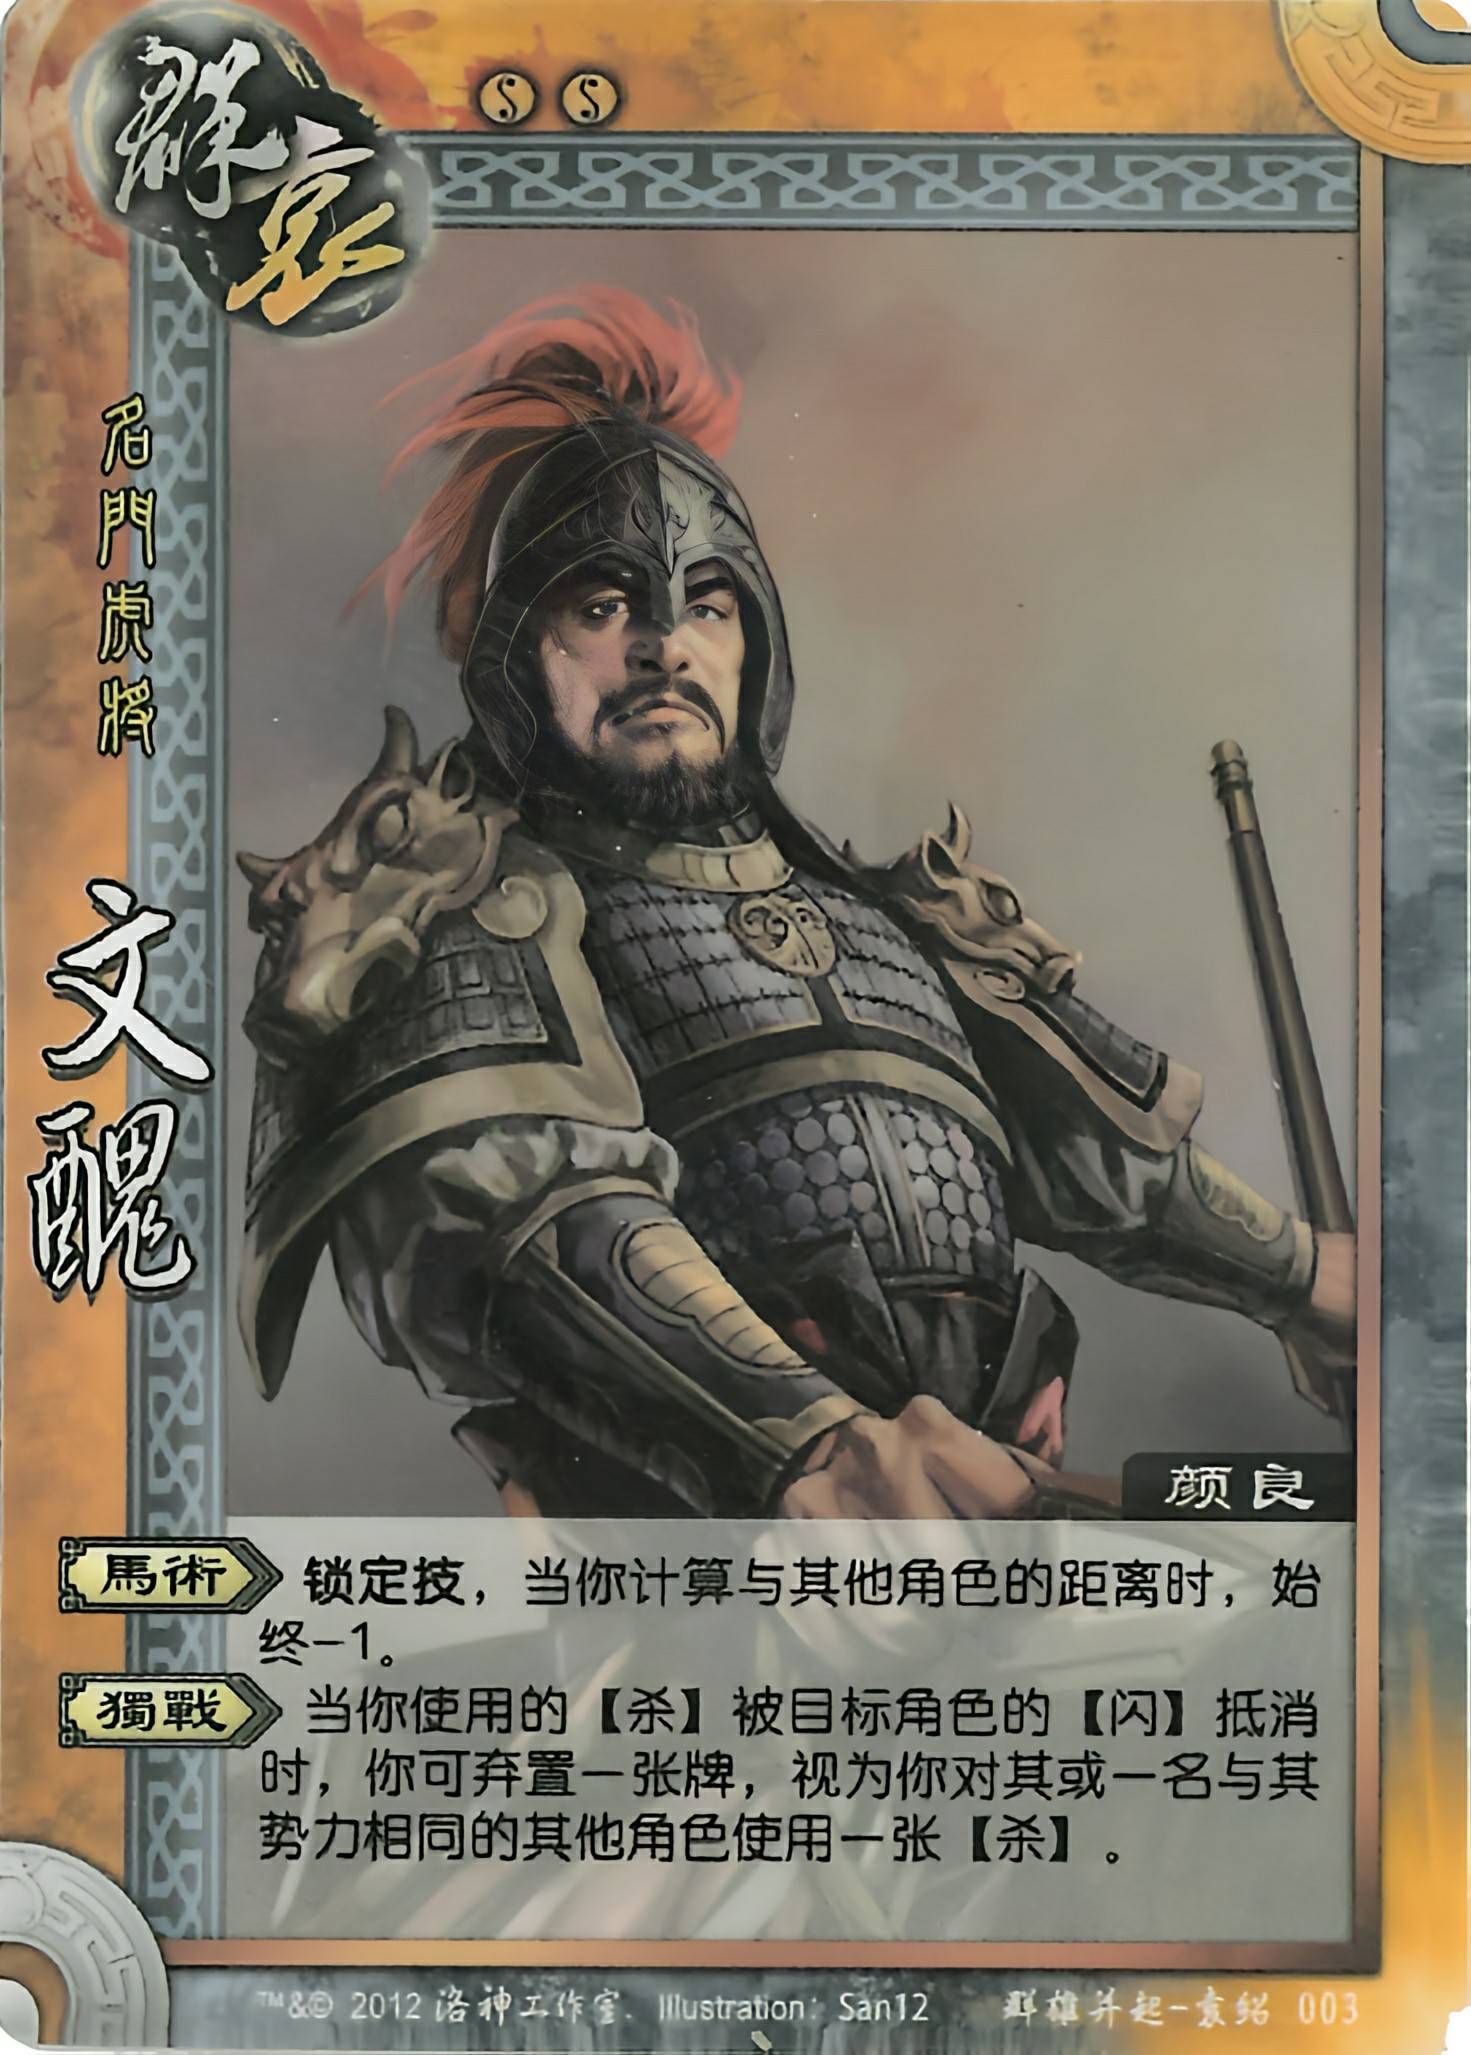 群
袁
名門虎將
文醜
颜良
馬術 锁定技，当你计算与其他角色的距离时，始
终-1。
獨戰 当你使用的【杀】被目标角色的【闪】抵消
时，你可弃置一张牌，视为你对其或一名与其
势力相同的其他角色使用一张【杀】。
™&© 2012 洛神工作室. Illustration: San12 群雄并起-袁绍 003